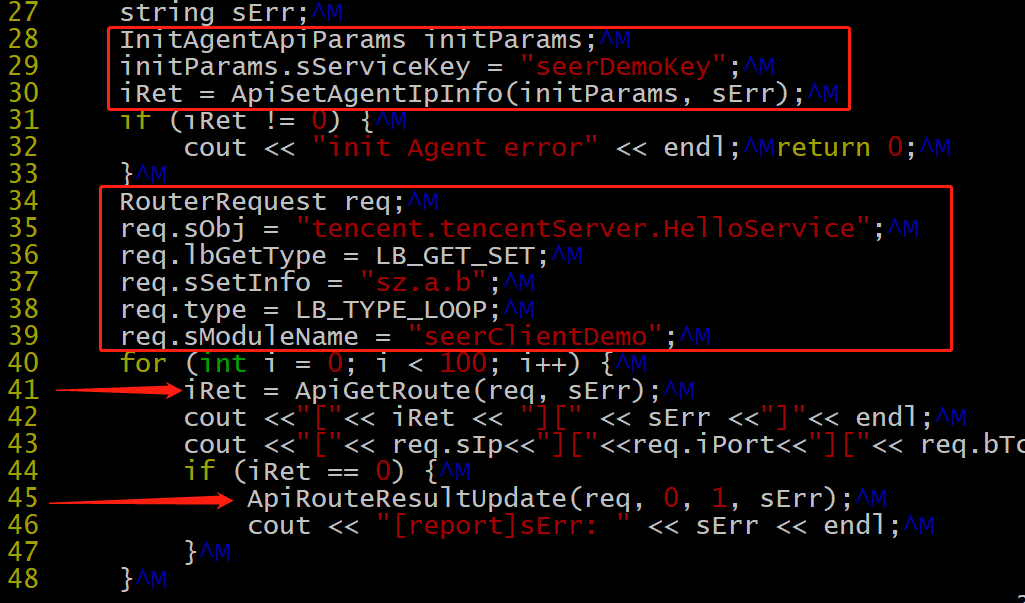 27 string sErr;^M
28 InitAgentApiParams initParams;^M
29 initParams.sServiceKey = "seerDemoKey";^M
30 iRet = ApiSetAgentIpInfo(initParams, sErr);^M
31 if (iRet != 0) {^M
32 cout << "init Agent error" << endl;^Mreturn 0;^M
33 }^M
34 RouterRequest req;^M
35 req.sObj = "tencent.tencentServer.HelloService";^M
36 req.lbGetType = LB_GET_SET;^M
37 req.sSetInfo = "sz.a.b";^M
38 req.type = LB_TYPE_LOOP;^M
39 req.sModuleName = "seerClientDemo";^M
40 for (int i = 0; i < 100; i++) {^M
41 iRet = ApiGetRoute(req, sErr);^M
42 cout <<"["<< iRet << "][" << sErr <<"]"<< endl;^M
43 cout <<"["<< req.sIp<<"]["<<req.iPort<<"]["<< req.bTc
44 if (iRet == 0) {^M
45 ApiRouteResultUpdate(req, 0, 1, sErr);^M
46 cout << "[report]sErr: " << sErr << endl;^M
47 }^M
48 }^M